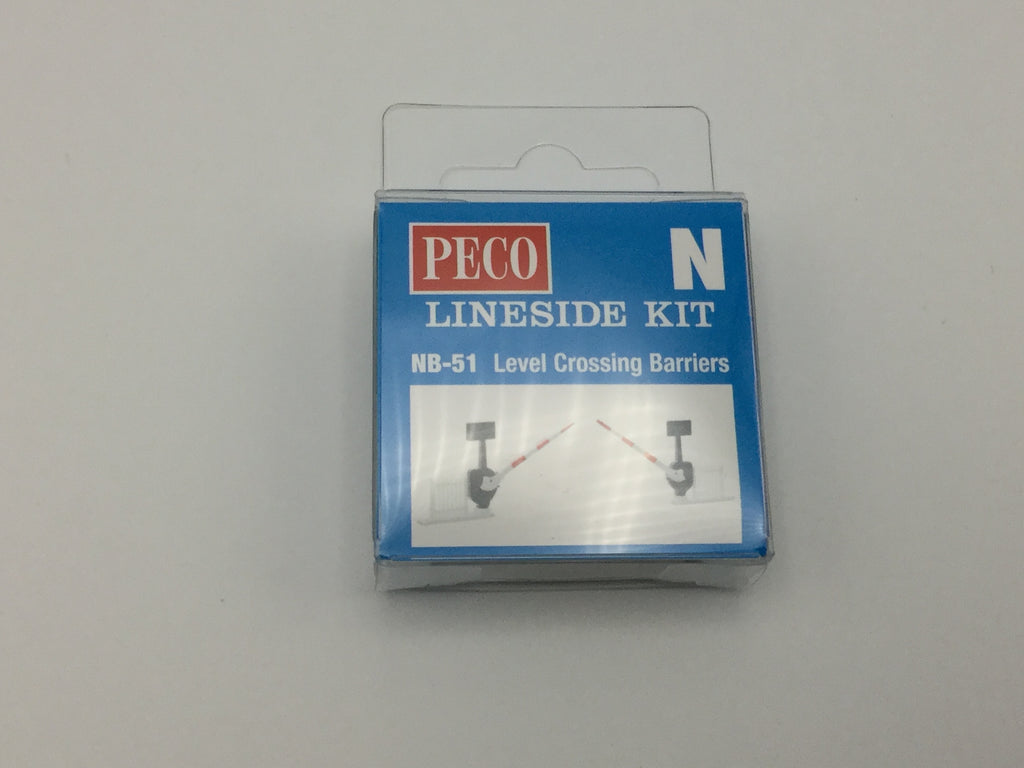 PECO
N
LINESIDE KIT
NB-51 Level Crossing Barriers